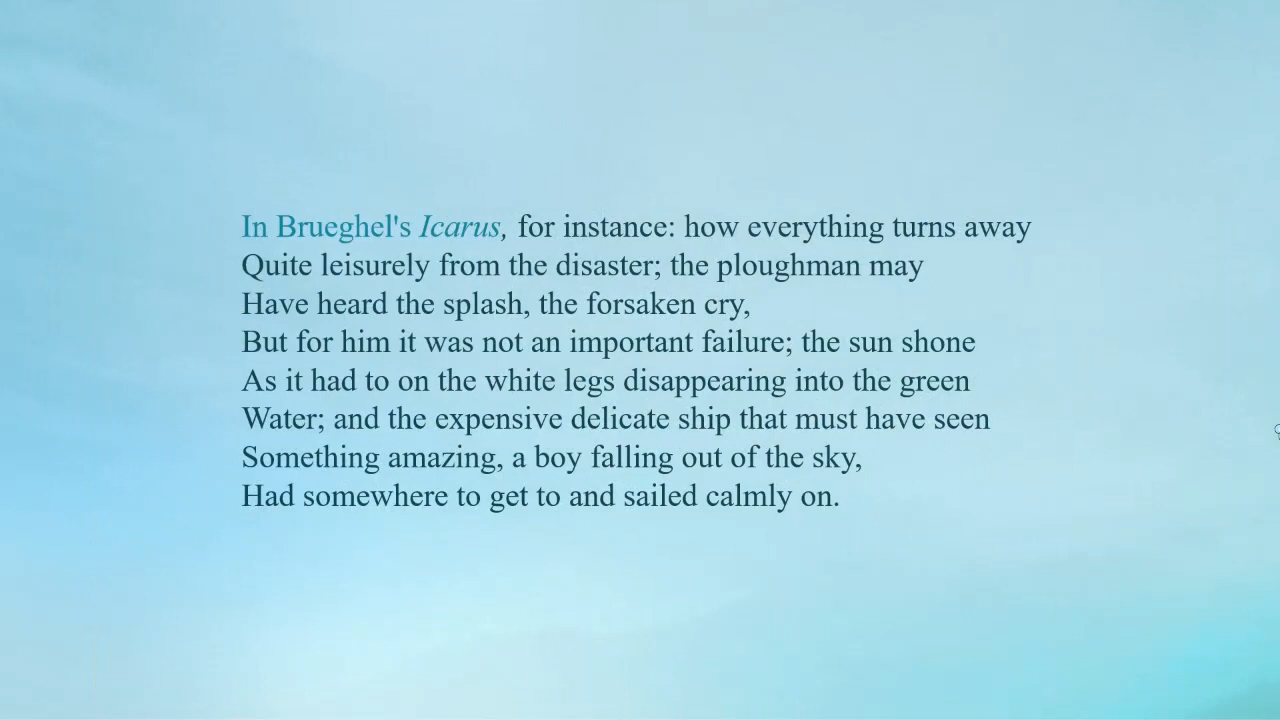 In Brueghel's Icarus, for instance: how everything turns away
Quite leisurely from the disaster; the ploughman may
Have heard the splash, the forsaken cry,
But for him it was not an important failure; the sun shone
As it had to on the white legs disappearing into the green
Water; and the expensive delicate ship that must have seen
Something amazing, a boy falling out of the sky,
Had somewhere to get to and sailed calmly on.